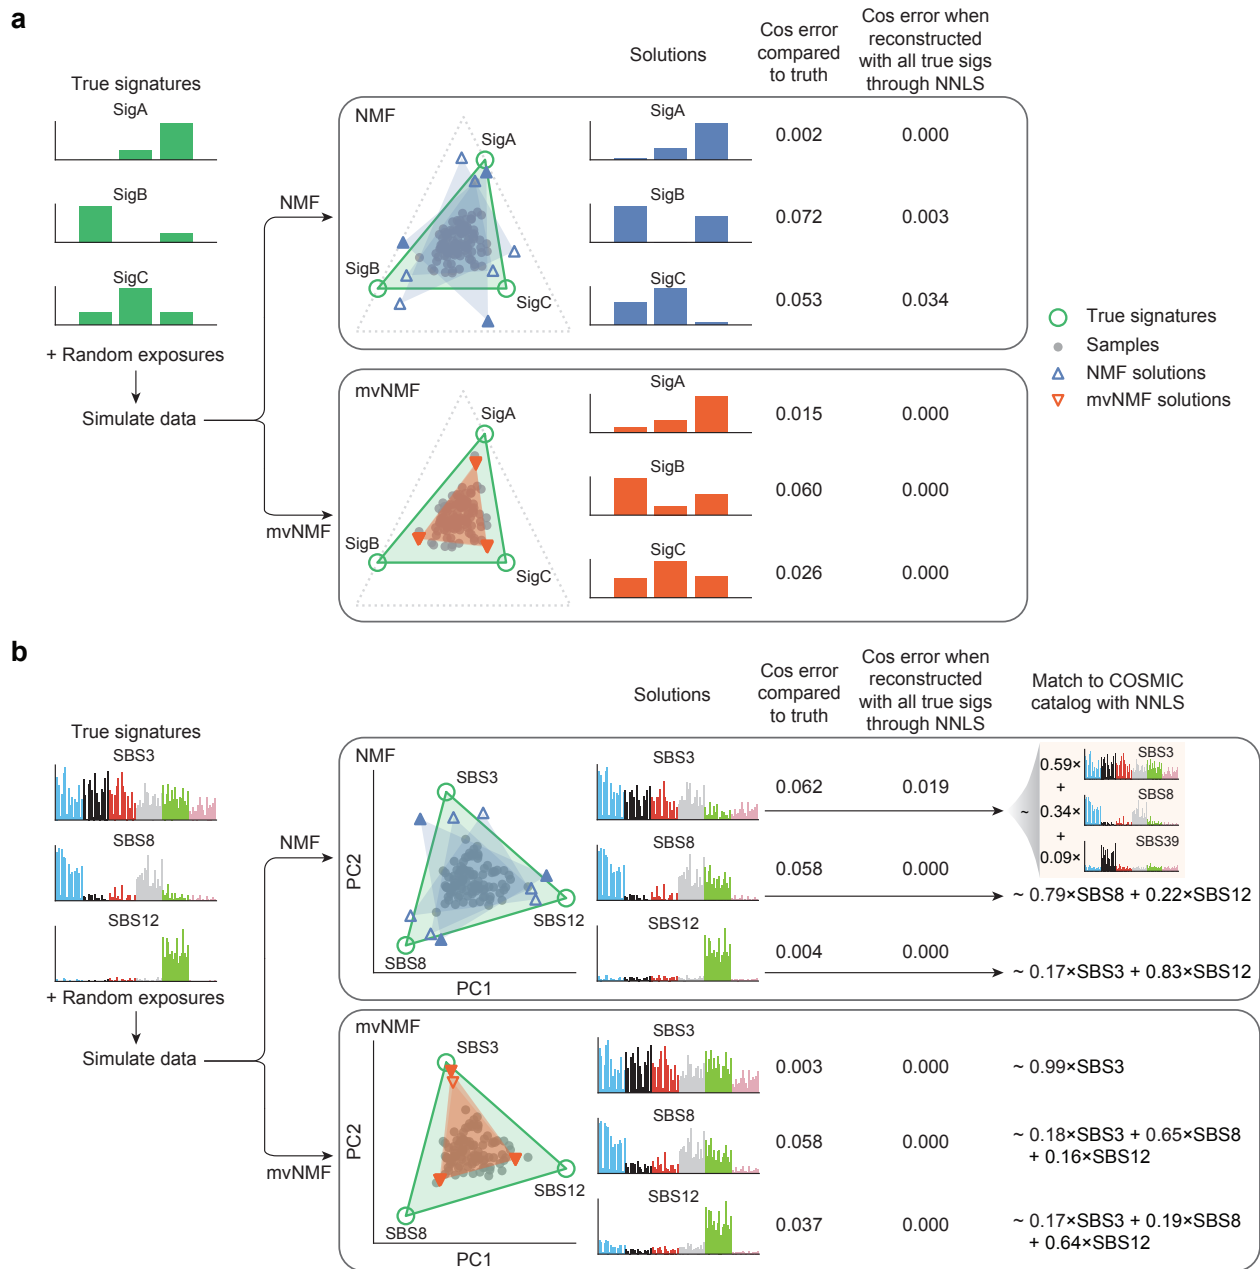 a
True signatures
SigA
SigB
SigC
+ Random exposures
Simulate data
NMF
mvNMF
Solutions
Cos error
compared
to truth
Cos error when
reconstructed
with all true sigs
through NNLS
NMF
SigA
SigB
SigC
SigA
0.002
0.000
SigB
0.072
0.003
SigC
0.053
0.034
mvNMF
SigA
SigB
SigC
SigA
0.015
0.000
SigB
0.060
0.000
SigC
0.026
0.000
True signatures
Samples
NMF solutions
mvNMF solutions
b
True signatures
SBS3
SBS8
SBS12
+ Random exposures
Simulate data
NMF
mvNMF
Solutions
Cos error
compared
to truth
Cos error when
reconstructed
with all true sigs
through NNLS
Match to COSMIC
catalog with NNLS
NMF
SBS3
SBS12
SBS8
PC2
PC1
SBS3
0.062
0.019
~
0.59×
SBS3
+
0.34×
SBS8
+
0.09×
SBS39
SBS8
0.058
0.000
~ 0.79×SBS8 + 0.22×SBS12
SBS12
0.004
0.000
~ 0.17×SBS3 + 0.83×SBS12
mvNMF
SBS3
SBS12
SBS8
PC2
PC1
SBS3
0.003
0.000
~ 0.99×SBS3
SBS8
0.058
0.000
~ 0.18×SBS3 + 0.65×SBS8
+ 0.16×SBS12
SBS12
0.037
0.000
~ 0.17×SBS3 + 0.19×SBS8
+ 0.64×SBS12